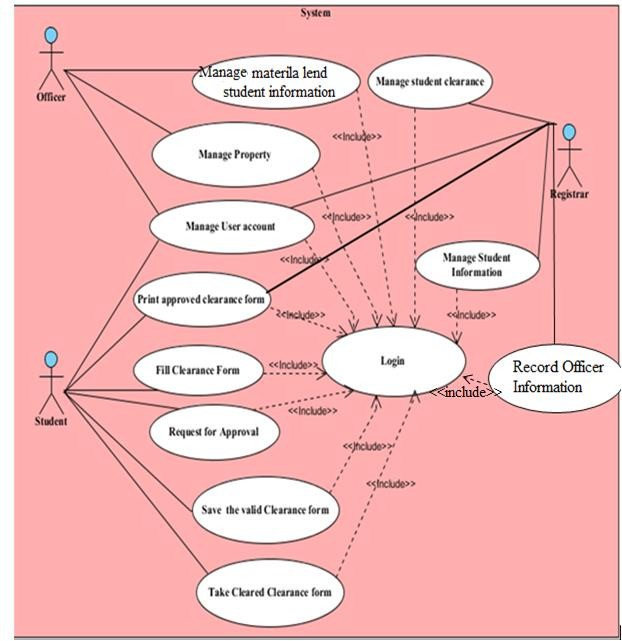 System
Officer
Manage materila lend
student information
Manage student clearance
<<Include>>
Manage Property
Registrar
<<Include>>
<<Include>>
Manage User account
<<Include>>
Manage Student
Information
Print approved clearance form
<<Include>>
<<Include>>
Student
Fill Clearance Form
<<Include>>
Login
Record Officer
Information
<<include>>
<<Include>>
Request for Approval
<<Include>>
<<Include>>
Save the valid Clearance form
Take Cleared Clearance form